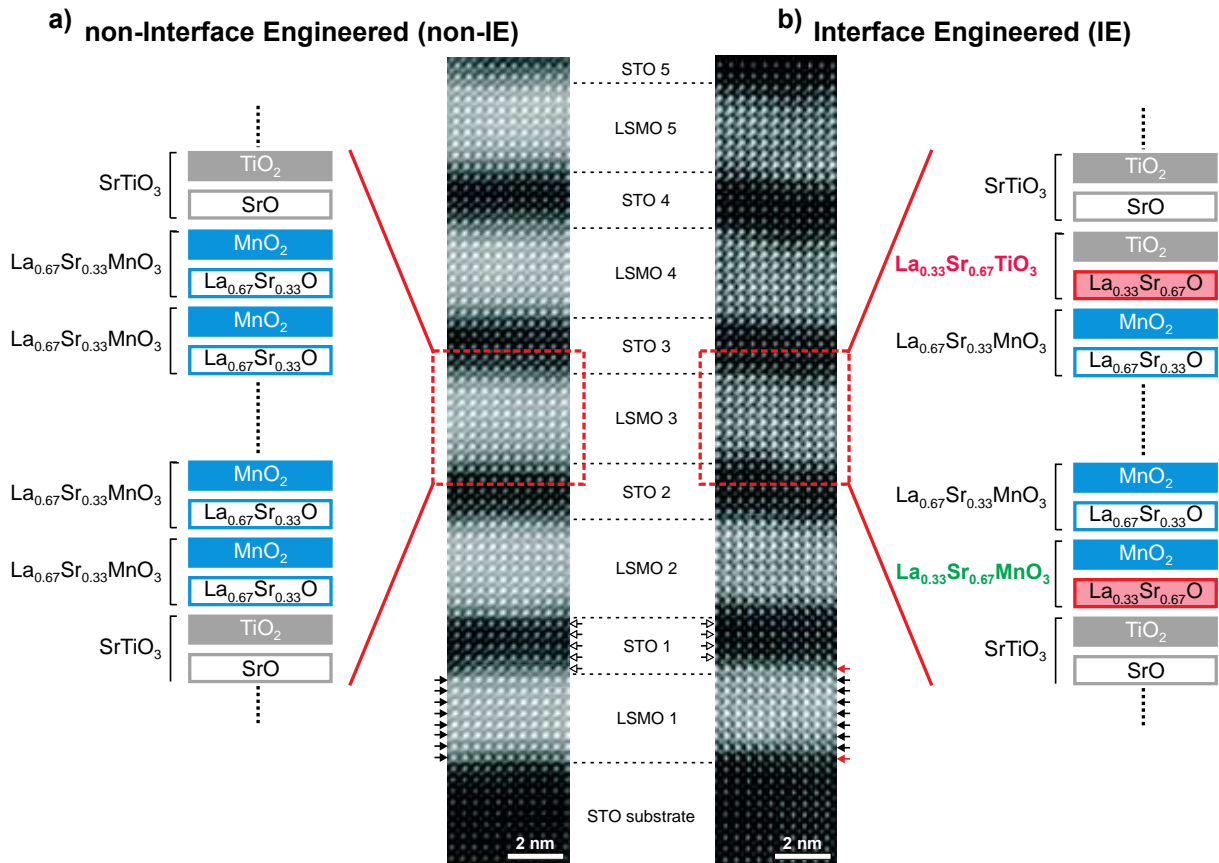 a) non-Interface Engineered (non-IE)
TiO₂
SrTiO₃
SrO
MnO₂
La₀.₆₇Sr₀.₃₃MnO₃
La₀.₆₇Sr₀.₃₃O
MnO₂
La₀.₆₇Sr₀.₃₃MnO₃
La₀.₆₇Sr₀.₃₃O
MnO₂
La₀.₆₇Sr₀.₃₃MnO₃
La₀.₆₇Sr₀.₃₃O
MnO₂
La₀.₆₇Sr₀.₃₃MnO₃
La₀.₆₇Sr₀.₃₃O
TiO₂
SrTiO₃
SrO
STO 5
LSMO 5
STO 4
LSMO 4
STO 3
LSMO 3
STO 2
LSMO 2
STO 1
LSMO 1
STO substrate
2 nm
2 nm
b) Interface Engineered (IE)
TiO₂
SrTiO₃
SrO
TiO₂
La₀.₃₃Sr₀.₆₇TiO₃
La₀.₃₃Sr₀.₆₇O
MnO₂
La₀.₆₇Sr₀.₃₃MnO₃
La₀.₆₇Sr₀.₃₃O
MnO₂
La₀.₆₇Sr₀.₃₃MnO₃
La₀.₆₇Sr₀.₃₃O
MnO₂
La₀.₃₃Sr₀.₆₇MnO₃
La₀.₃₃Sr₀.₆₇O
TiO₂
SrTiO₃
SrO